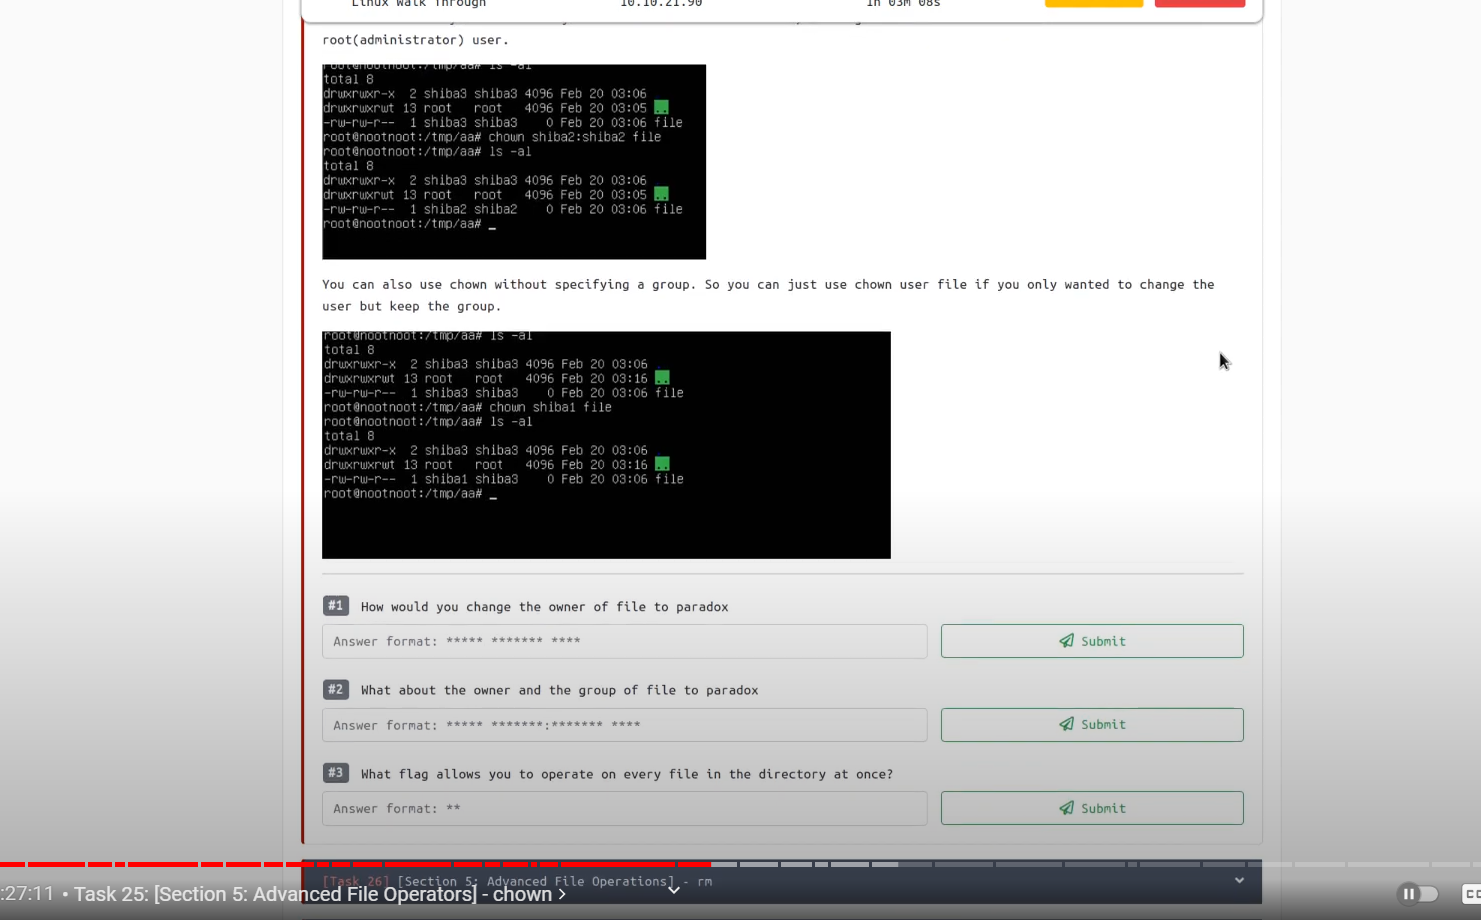 Linux Walk Through 10.10.21.90 1h 03m 08s
root(administrator) user.
root@nootnoot:/tmp/aa# ls -al
total 8
drwxrwxr-x 2 shiba3 shiba3 4096 Feb 20 03:06
drwxrwxrwt 13 root root 4096 Feb 20 03:05 ..
-rw-rw-r-- 1 shiba3 shiba3 0 Feb 20 03:06 file
root@nootnoot:/tmp/aa# chown shiba2:shiba2 file
root@nootnoot:/tmp/aa# ls -al
total 8
drwxrwxr-x 2 shiba3 shiba3 4096 Feb 20 03:06
drwxrwxrwt 13 root root 4096 Feb 20 03:05 ..
-rw-rw-r-- 1 shiba2 shiba2 0 Feb 20 03:06 file
root@nootnoot:/tmp/aa# _
You can also use chown without specifying a group. So you can just use chown user file if you only wanted to change the
user but keep the group.
root@nootnoot:/tmp/aa# ls -al
total 8
drwxrwxr-x 2 shiba3 shiba3 4096 Feb 20 03:06
drwxrwxrwt 13 root root 4096 Feb 20 03:16 ..
-rw-rw-r-- 1 shiba3 shiba3 0 Feb 20 03:06 file
root@nootnoot:/tmp/aa# chown shiba1 file
root@nootnoot:/tmp/aa# ls -al
total 8
drwxrwxr-x 2 shiba3 shiba3 4096 Feb 20 03:06
drwxrwxrwt 13 root root 4096 Feb 20 03:16 ..
-rw-rw-r-- 1 shiba1 shiba3 0 Feb 20 03:06 file
root@nootnoot:/tmp/aa# _
#1 How would you change the owner of file to paradox
Answer format: ***** ******* **** Submit
#2 What about the owner and the group of file to paradox
Answer format: ***** *******:******* **** Submit
#3 What flag allows you to operate on every file in the directory at once?
Answer format: ** Submit
[Task 26] [Section 5: Advanced File Operations] - rm
:27:11 • Task 25: [Section 5: Advanced File Operators] - chown >
CC